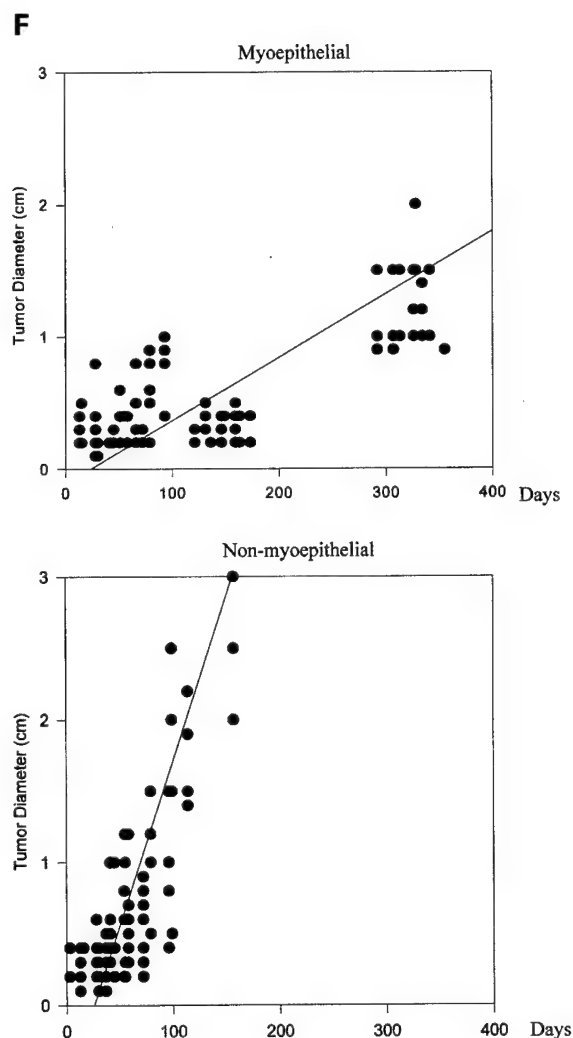 F
Myoepithelial
3
2
1
0
Tumor Diameter (cm)
0 100 200 300 400 Days
Non-myoepithelial
3
2
1
0
Tumor Diameter (cm)
0 100 200 300 400 Days